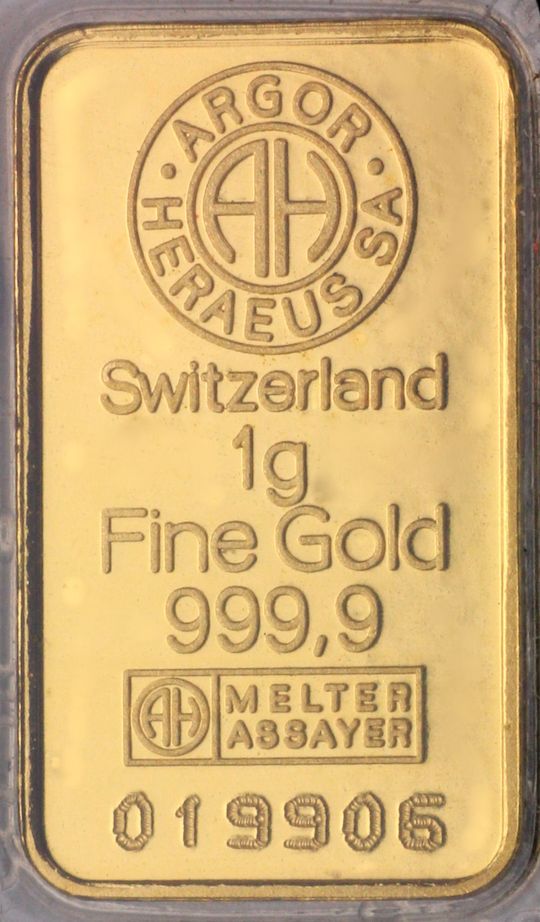 ARGOR
HERAEUS SA
AH
Switzerland
1g
Fine Gold
999,9
AH
MELTER
ASSAYER
019906